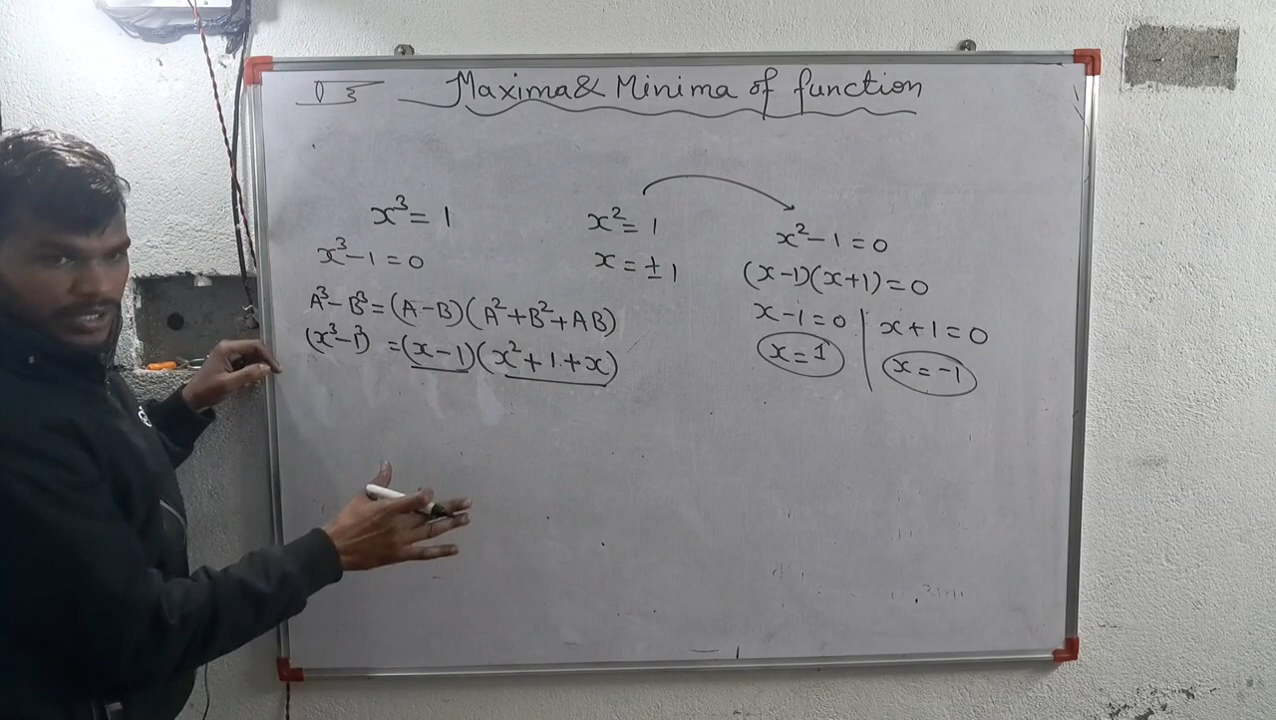 Maxima & Minima of function
x³ = 1
x³ - 1 = 0
A³ - B³ = (A - B)(A² + B² + AB)
(x³ - 1³) = (x - 1)(x² + 1 + x)
x² = 1
x = ± 1
x² - 1 = 0
(x - 1)(x + 1) = 0
x - 1 = 0 | x + 1 = 0
x = 1 | x = -1